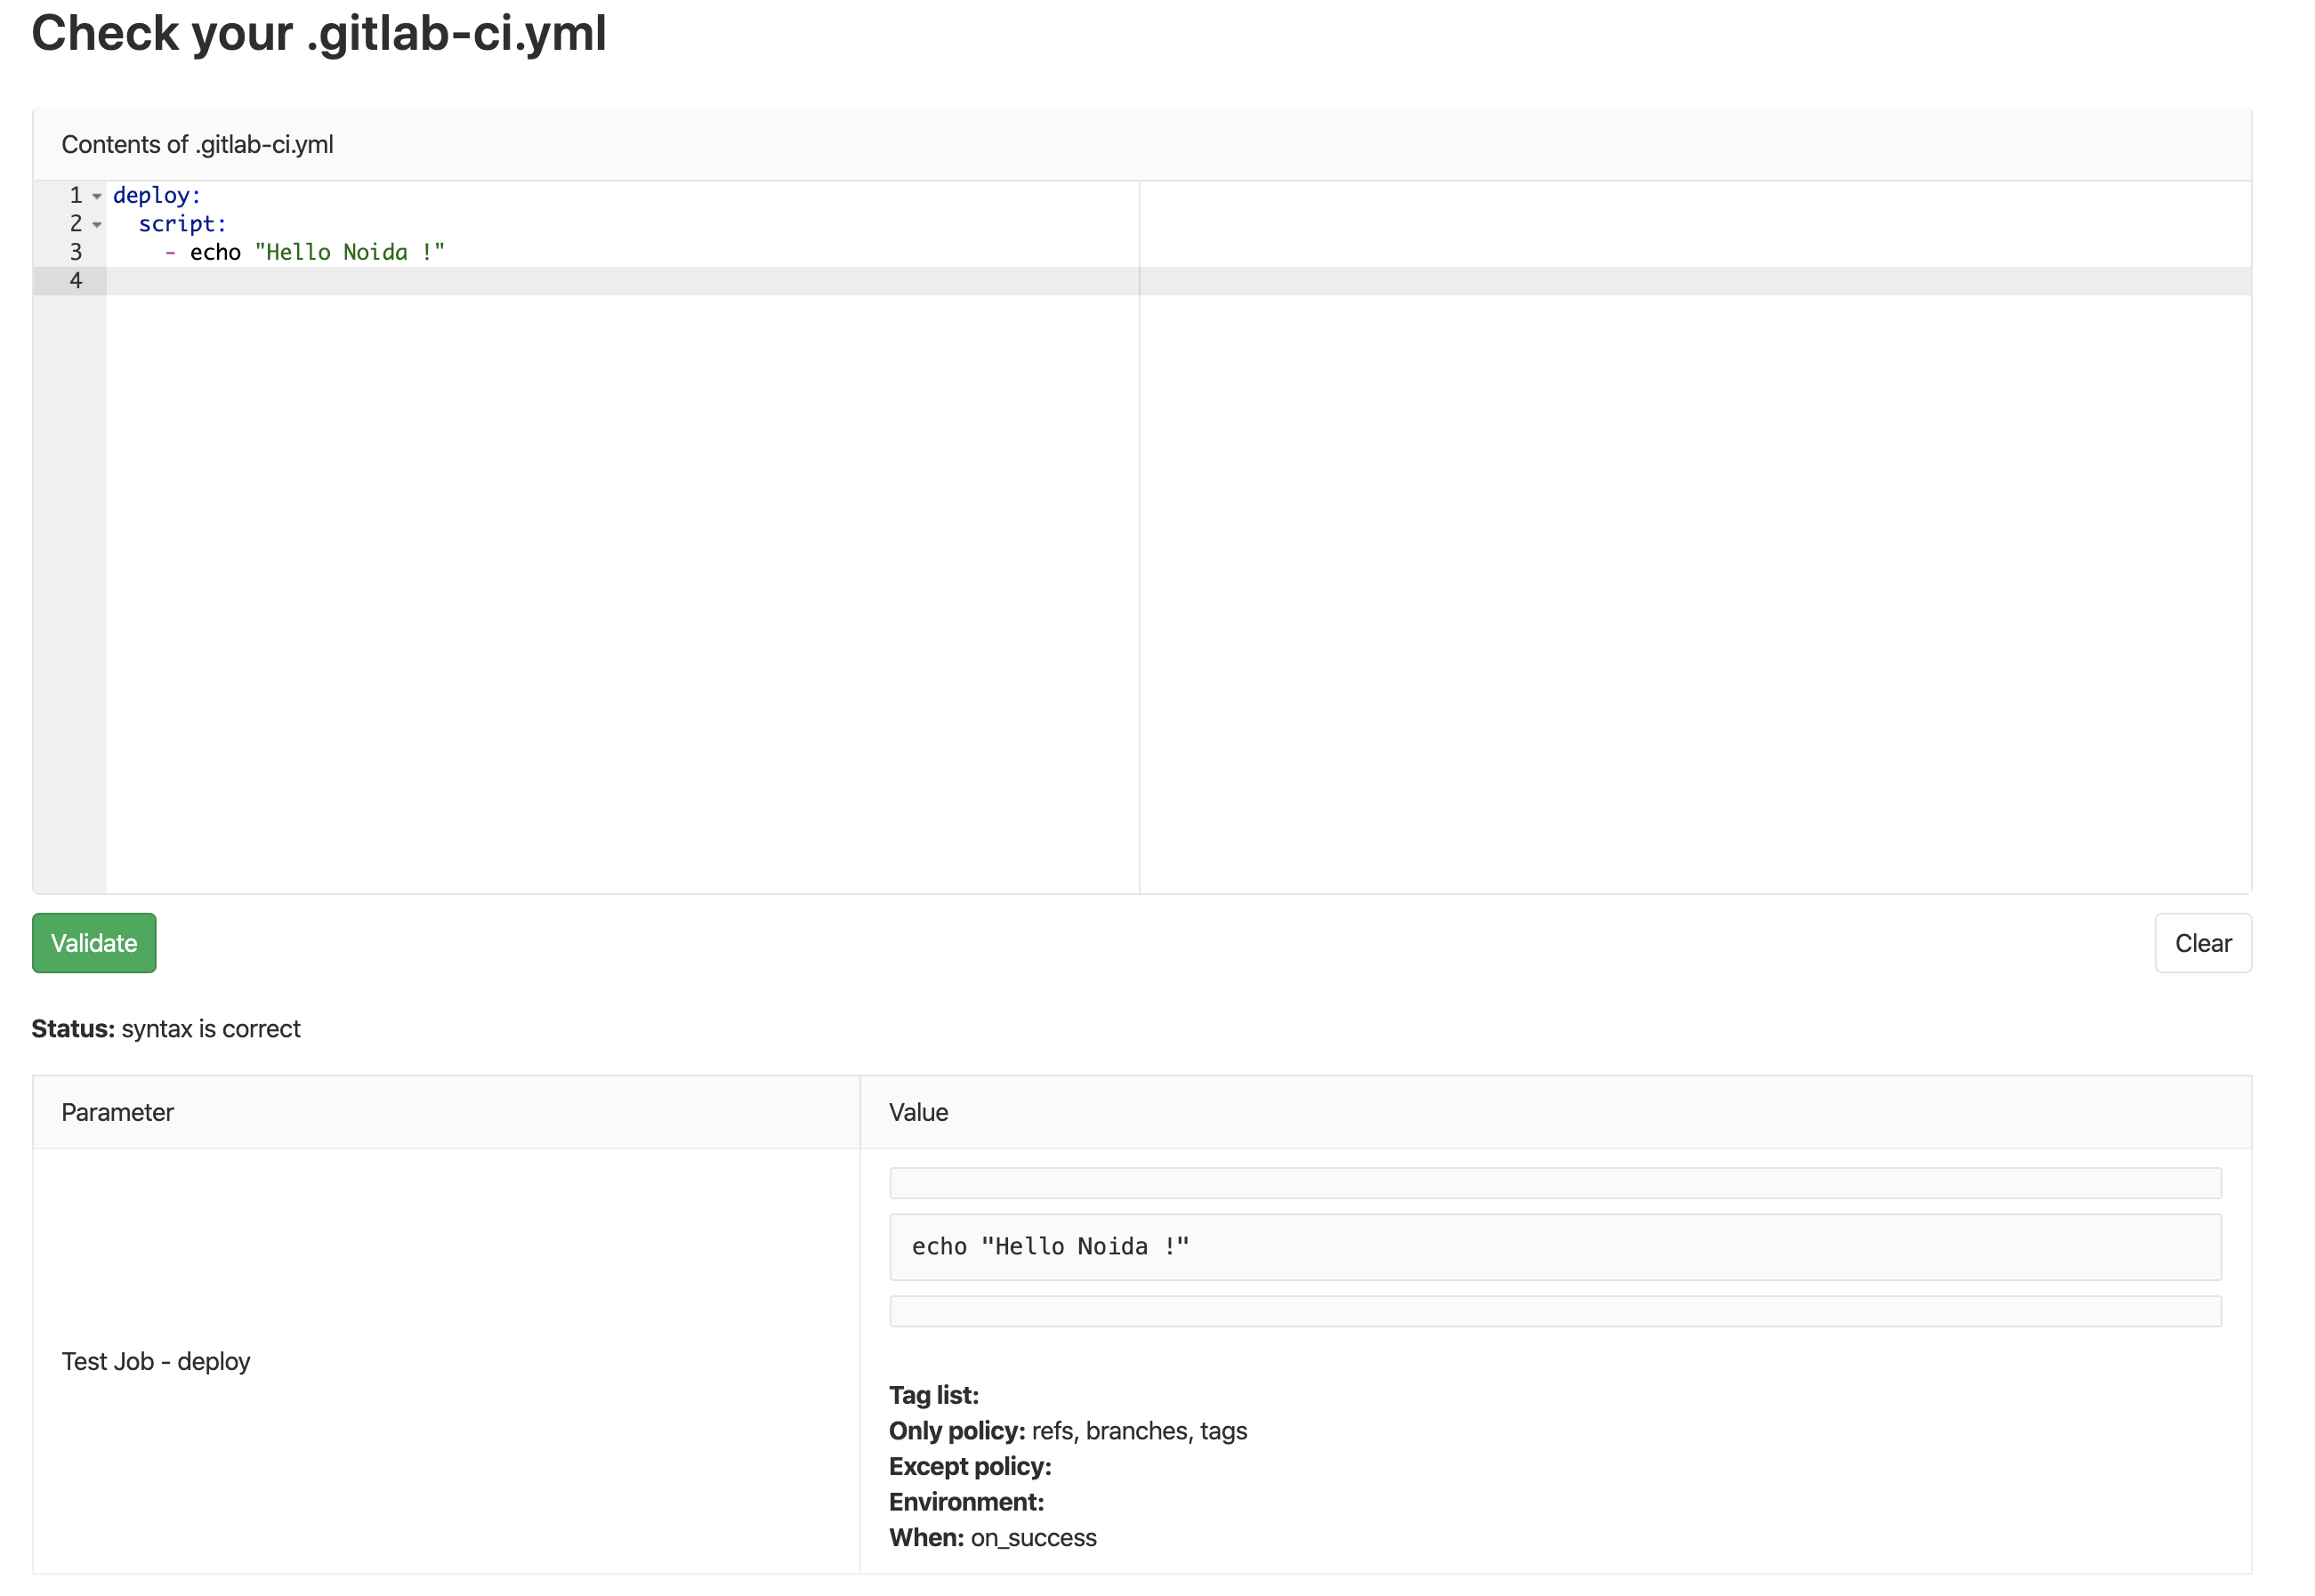 Check your .gitlab-ci.yml
Contents of .gitlab-ci.yml
1 deploy:
2 script:
3 - echo "Hello Noida !"
4
Validate
Clear
Status: syntax is correct
Parameter Value
echo "Hello Noida !"
Test Job - deploy
Tag list:
Only policy: refs, branches, tags
Except policy:
Environment:
When: on_success